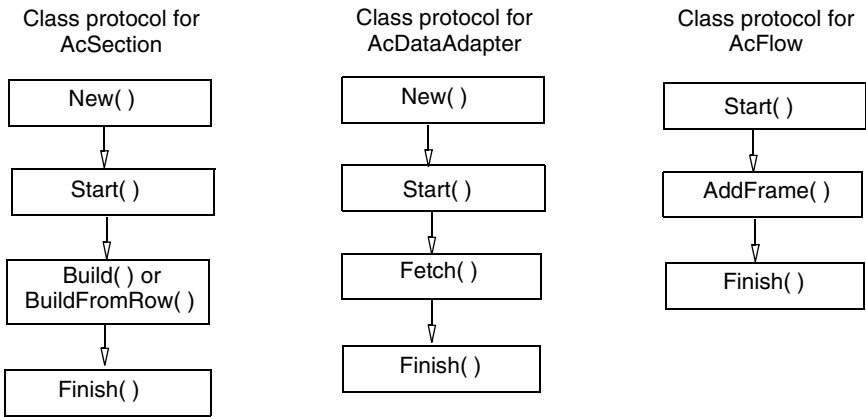 Class protocol for
AcSection
New( )
Start( )
Build( ) or
BuildFromRow( )
Finish( )
Class protocol for
AcDataAdapter
New( )
Start( )
Fetch( )
Finish( )
Class protocol for
AcFlow
Start( )
AddFrame( )
Finish( )